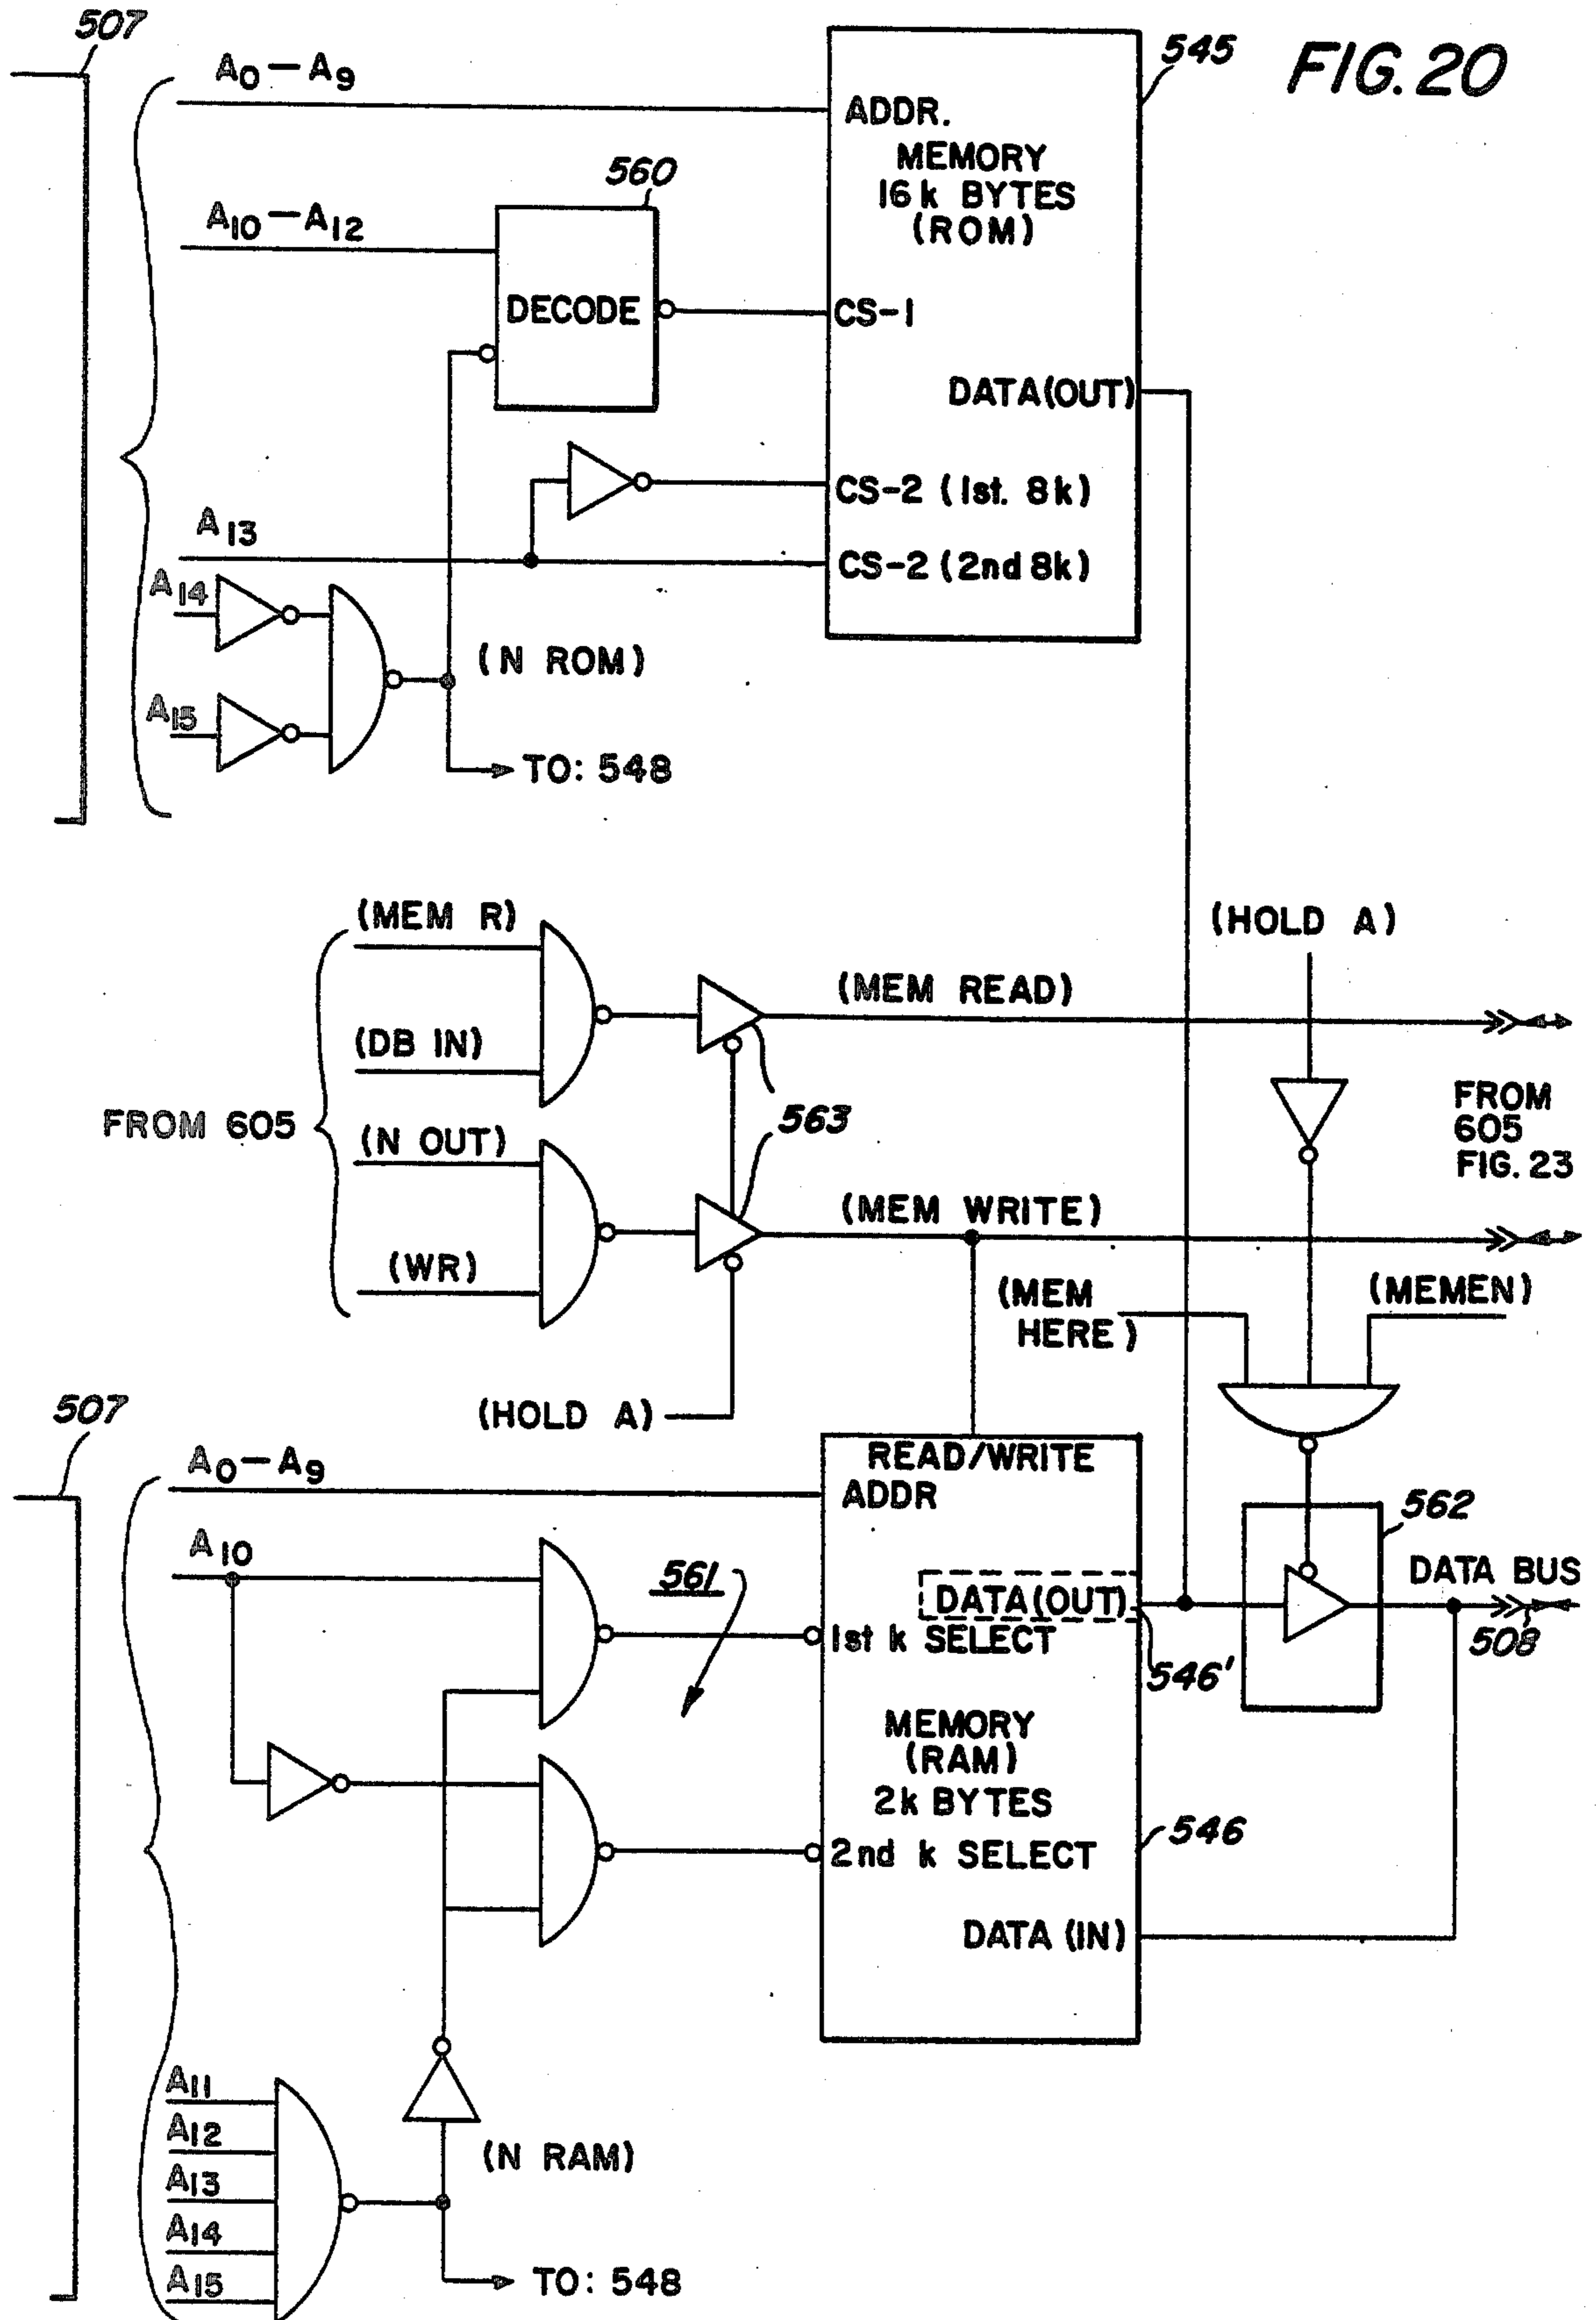 507
FIG. 20
A0-A9
545
ADDR.
MEMORY
16k BYTES
(ROM)
560
A10-A12
DECODE
CS-1
DATA(OUT)
CS-2 (1st. 8k)
A13
CS-2 (2nd 8k)
A14
(N ROM)
A15
TO: 548
(MEM R)
(HOLD A)
(MEM READ)
(DB IN)
563
FROM 605
(N OUT)
FROM
605
FIG. 23
(MEM WRITE)
(WR)
(MEM
HERE)
(MEMEN)
507
(HOLD A)
A0-A9
READ/WRITE
ADDR
562
A10
561
DATA(OUT)
DATA BUS
508
1st k SELECT
546'
MEMORY
(RAM)
2k BYTES
2nd k SELECT
546
DATA (IN)
A11
A12
(N RAM)
A13
A14
A15
TO: 548